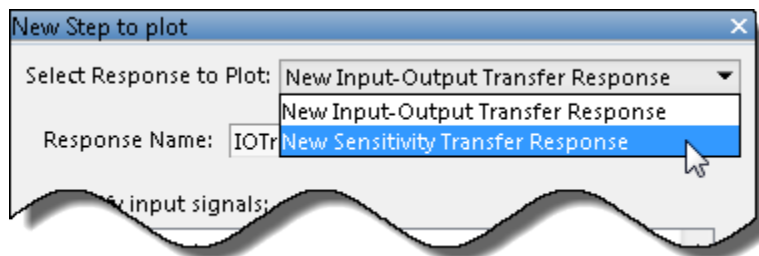 New Step to plot
Select Response to Plot: New Input-Output Transfer Response
New Input-Output Transfer Response
Response Name: IOTr New Sensitivity Transfer Response
input signals: